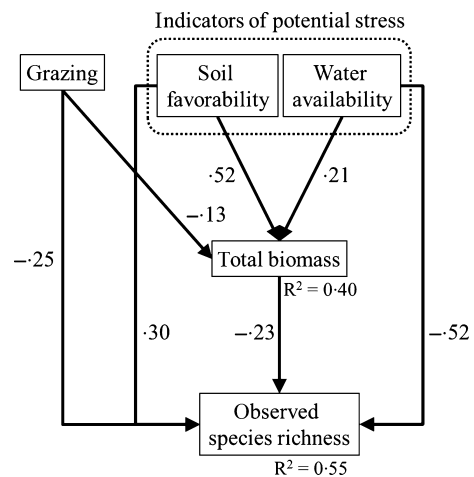 Indicators of potential stress
Grazing
Soil
favorability
Water
availability
·52
·21
–·13
–·25
Total biomass
R² = 0·40
·30
–·23
–·52
Observed
species richness
R² = 0·55